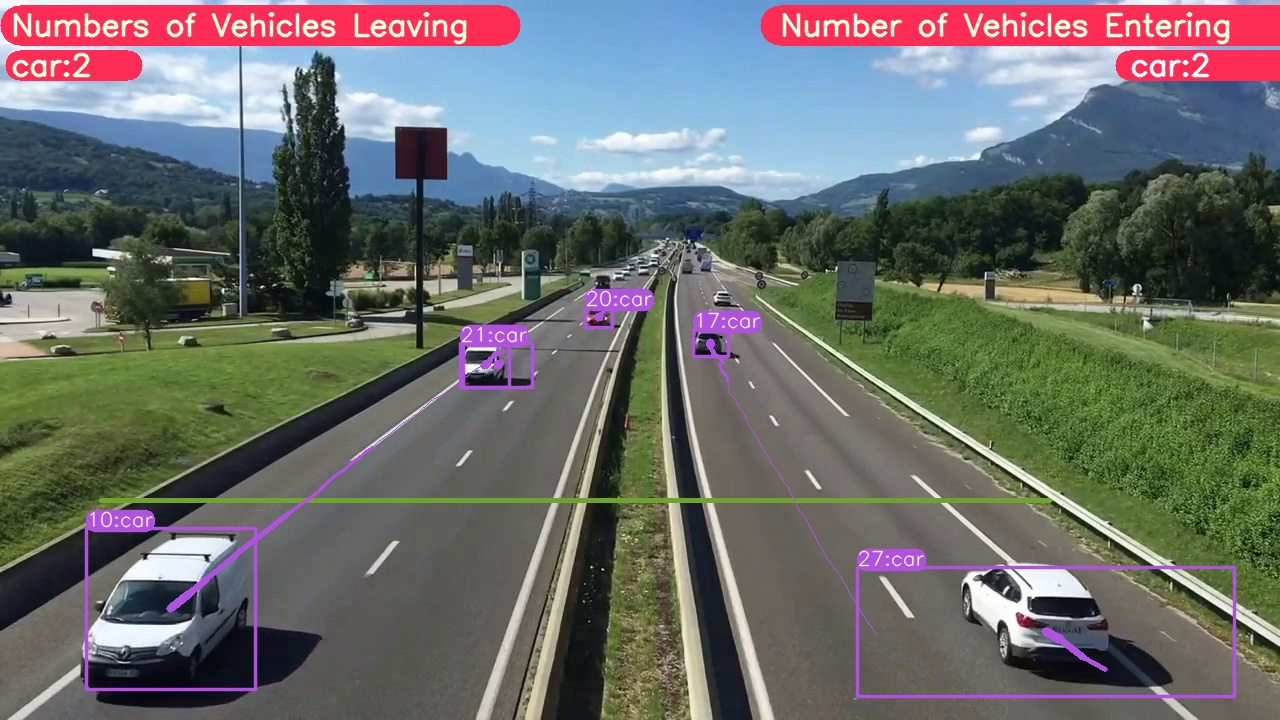 Numbers of Vehicles Leaving
Number of Vehicles Entering
car:2
car:2
20:car
17:car
21:car
10:car
27:car